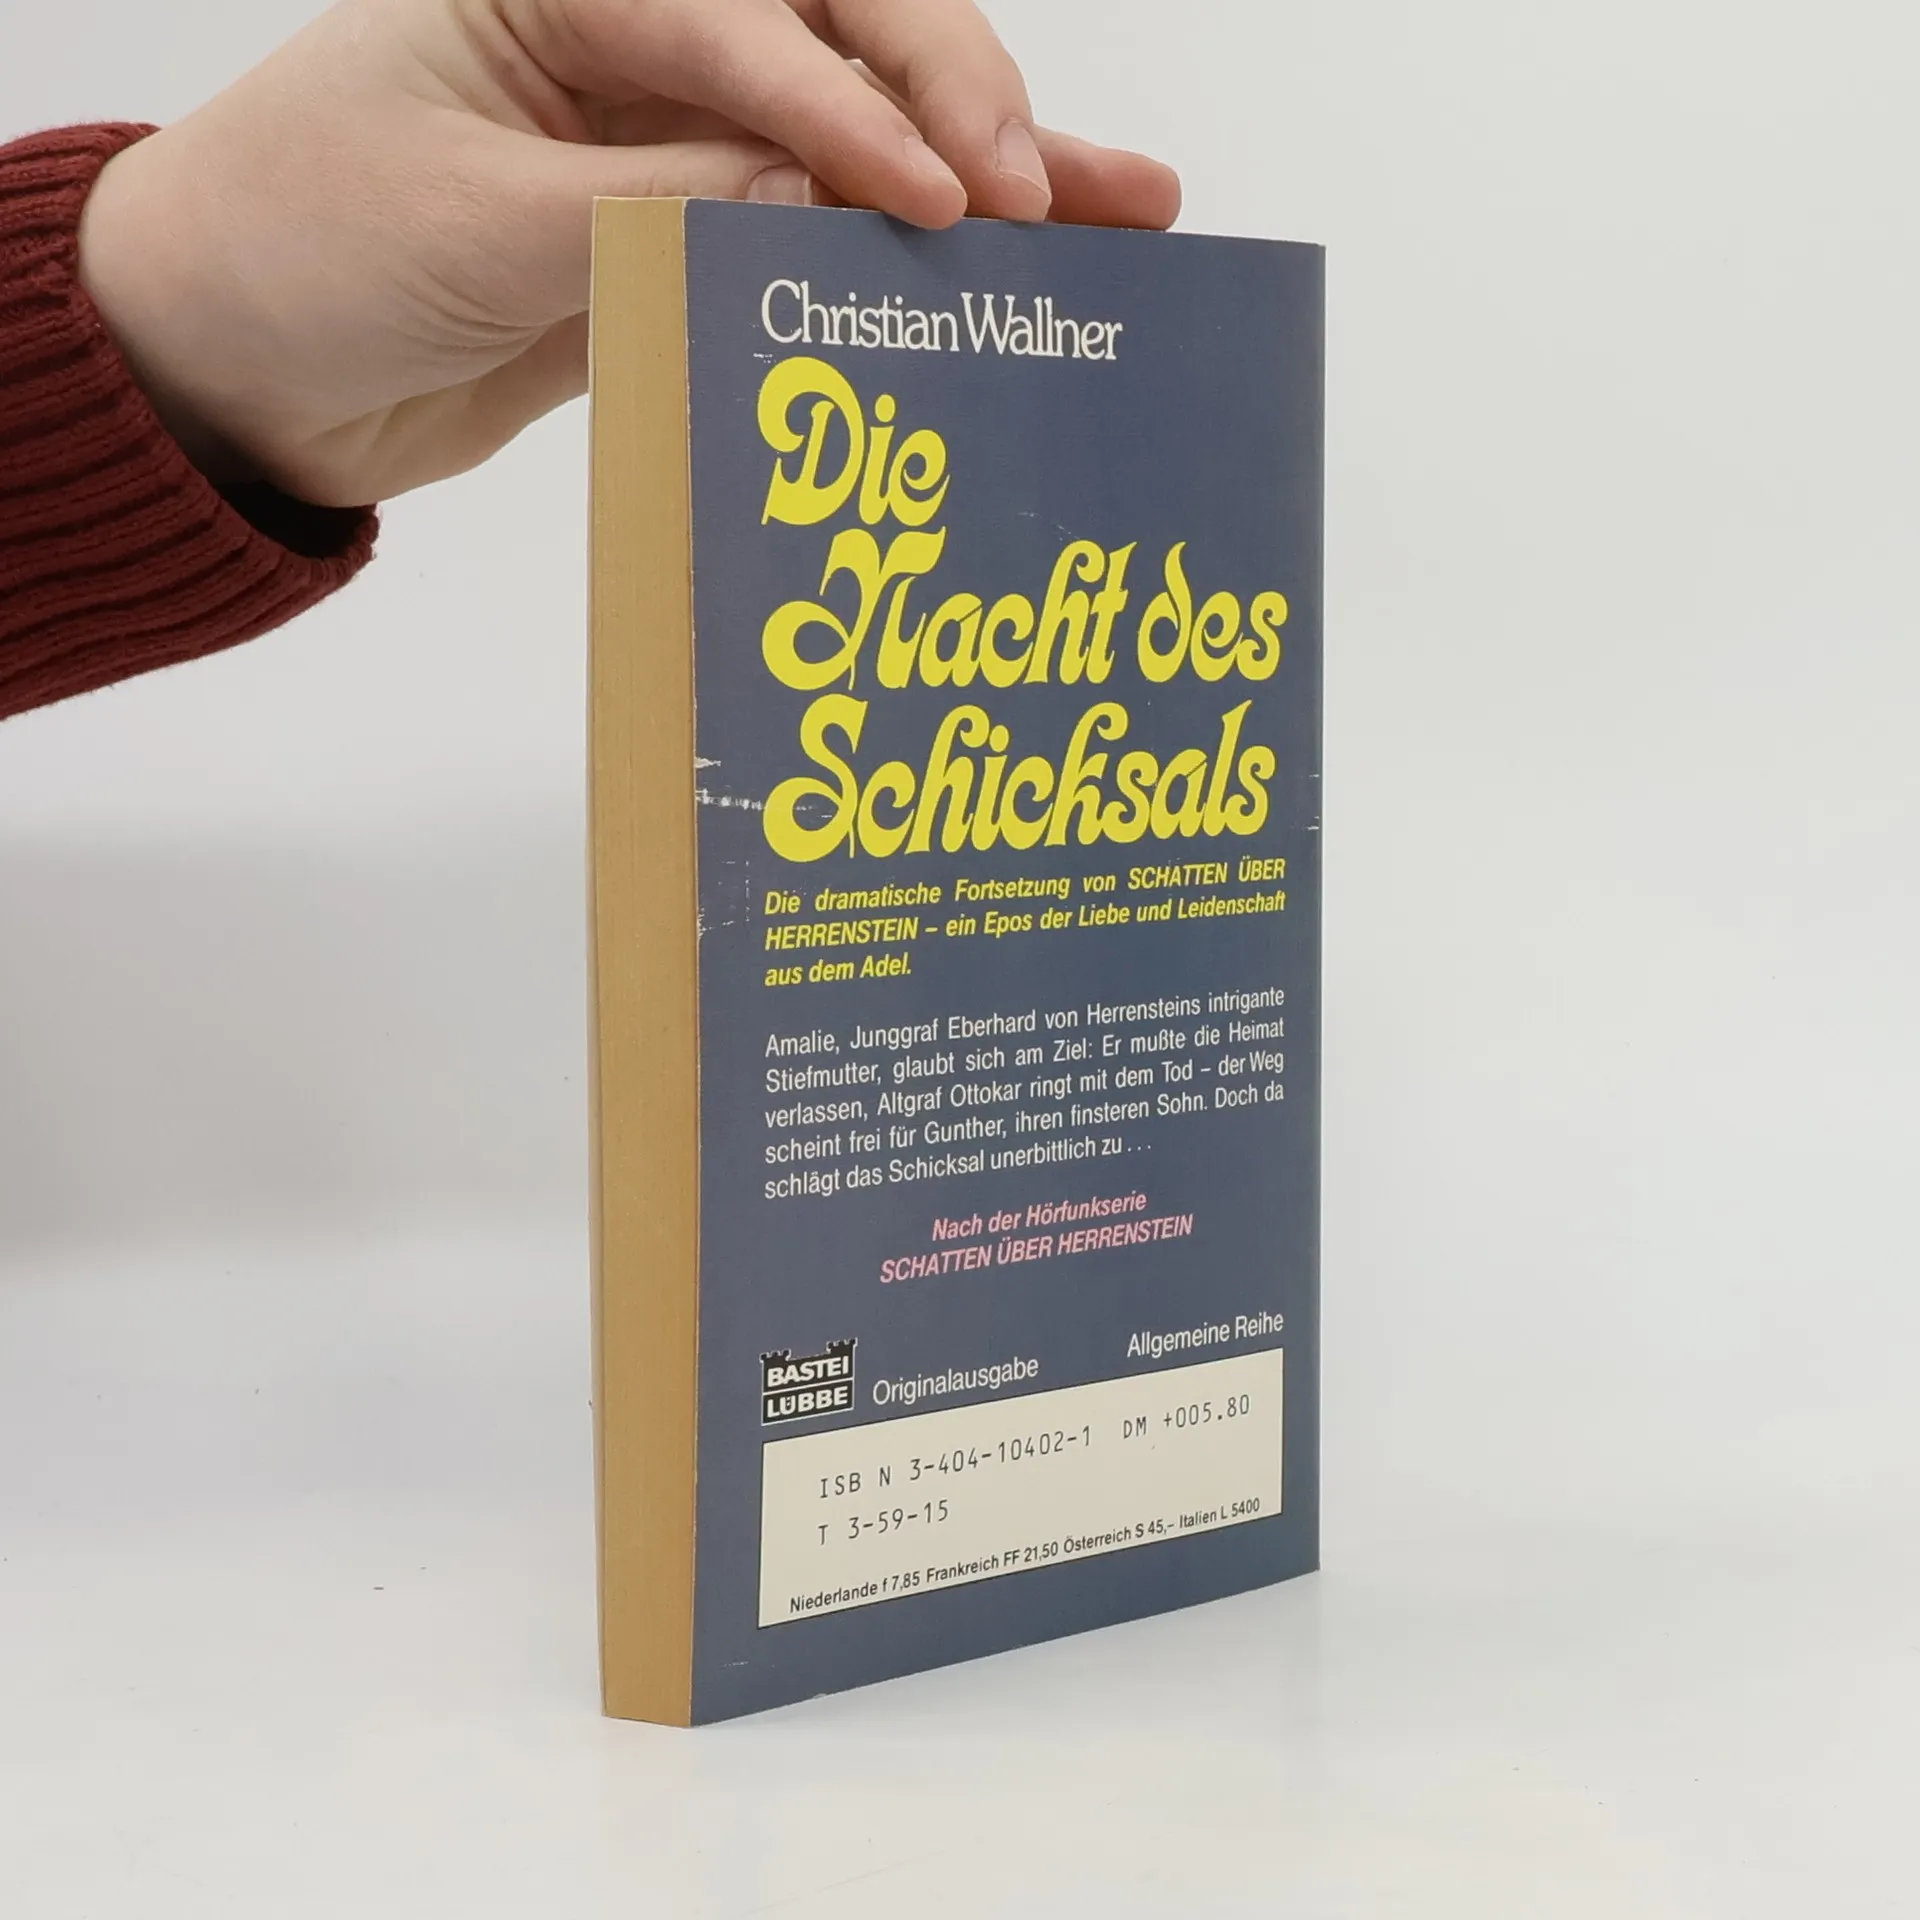 Christian Wallner
Die
Nacht des
Schicksals
Die dramatische Fortsetzung von SCHATTEN ÜBER
HERRENSTEIN – ein Epos der Liebe und Leidenschaft
aus dem Adel.
Amalie, Junggraf Eberhard von Herrensteins intrigante
Stiefmutter, glaubt sich am Ziel: Er mußte die Heimat
verlassen, Altgraf Ottokar ringt mit dem Tod – der Weg
scheint frei für Gunther, ihren finsteren Sohn. Doch da
schlägt das Schicksal unerbittlich zu . . .
Nach der Hörfunkserie
SCHATTEN ÜBER HERRENSTEIN
BASTEI
LÜBBE
Originalausgabe
Allgemeine Reihe
ISB N 3-404-10402-1 DM +005.80
T 3-59-15
Niederlande f 7,85 Frankreich FF 21,50 Österreich S 45,– Italien L 5400